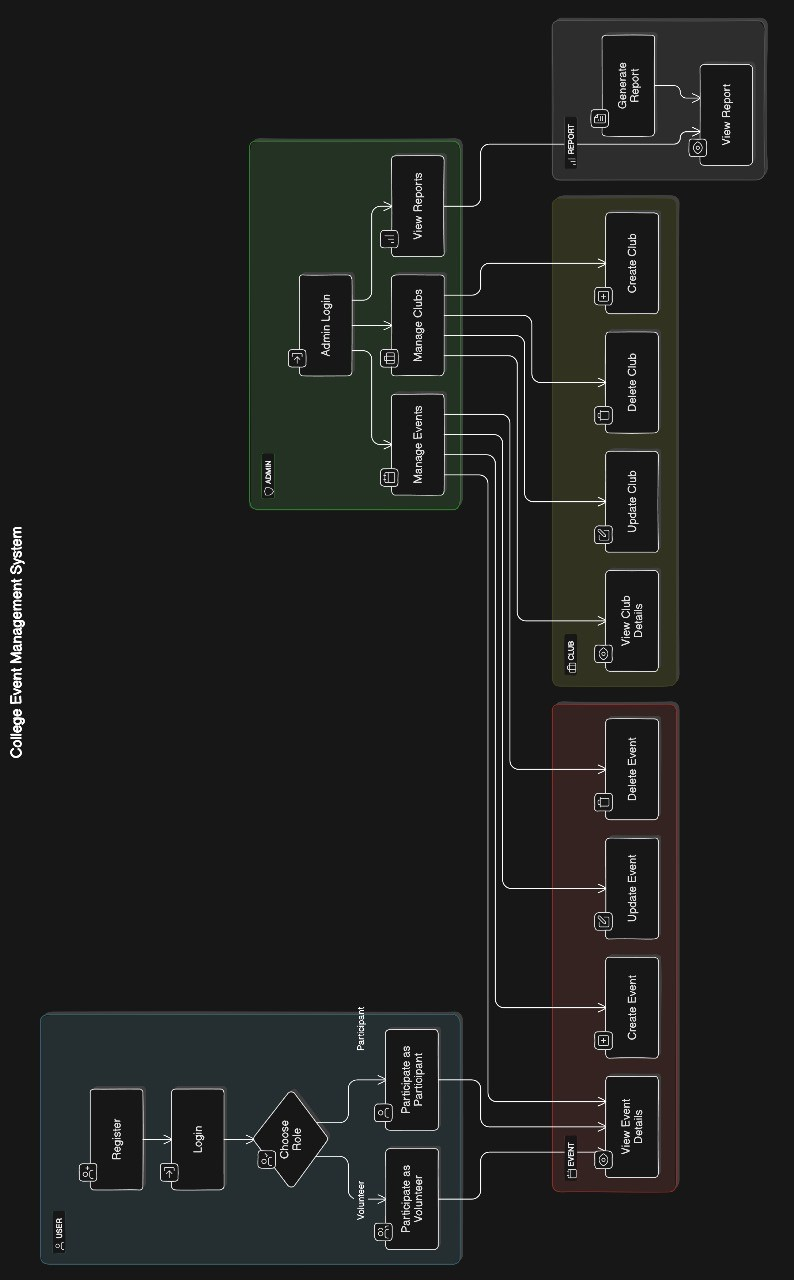 College Event Management System
USER
Register
Login
Choose
Role
Volunteer
Participant
Participate as
Volunteer
Participate as
Participant
ADMIN
Admin Login
Manage Events
Manage Clubs
View Reports
EVENT
View Event
Details
Create Event
Update Event
Delete Event
CLUB
View Club
Details
Update Club
Delete Club
Create Club
REPORT
Generate
Report
View Report